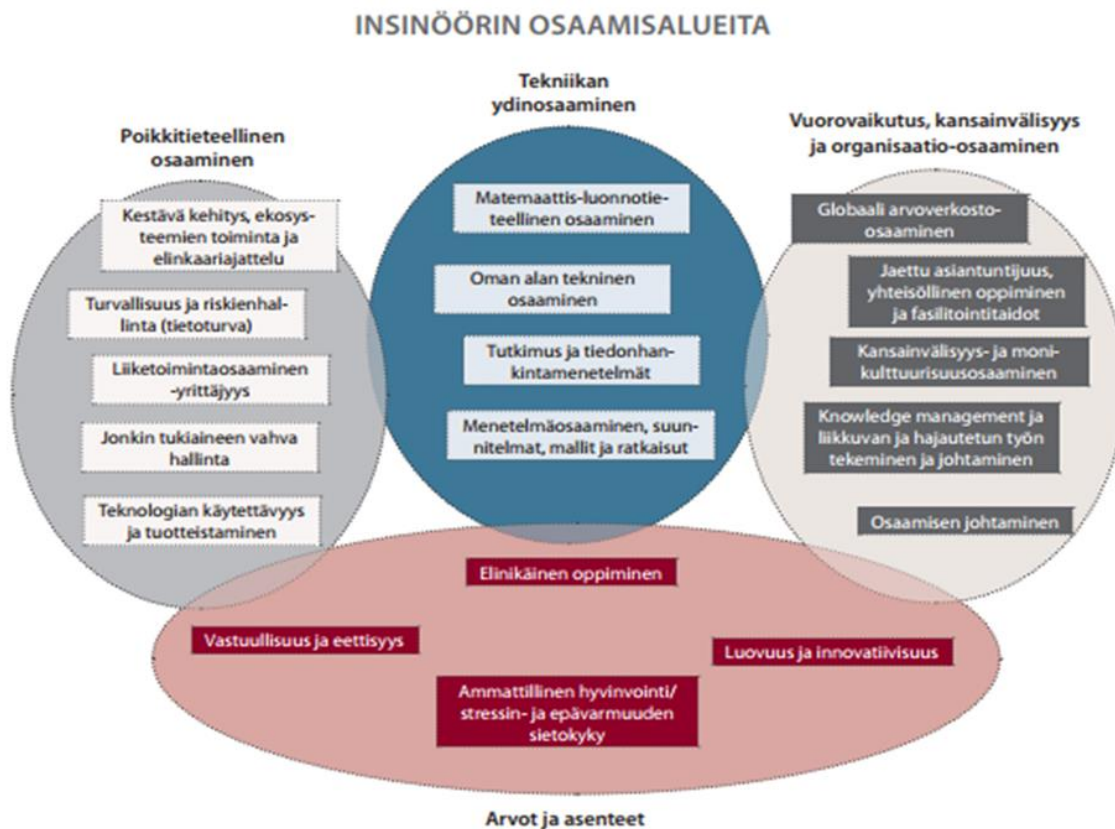 INSINÖÖRIN OSAAMISALUEITA
Poikkitieteellinen
osaaminen
Kestävä kehitys, ekosys-
teemien toiminta ja
elinkaariajattelu
Turvallisuus ja riskienhal-
linta (tietoturva)
Liiketoimintaosaaminen
-yrittäjyys
Jonkin tukiaineen vahva
hallinta
Teknologian käytettävyys
ja tuotteistaminen
Tekniikan
ydinosaaminen
Matemaattis-luonnotie-
teellinen osaaminen
Oman alan tekninen
osaaminen
Tutkimus ja tiedonhan-
kintamenetelmät
Menetelmäosaaminen, suun-
nitelmat, mallit ja ratkaisut
Vuorovaikutus, kansainvälisyys
ja organisaatio-osaaminen
Globaali arvoverkosto-
osaaminen
Jaettu asiantuntijuus,
yhteisöllinen oppiminen
ja fasilitointitaidot
Kansainvälisyys- ja moni-
kulttuurisuusosaaminen
Knowledge management ja
liikkuvan ja hajautetun työn
tekeminen ja johtaminen
Osaamisen johtaminen
Elinikäinen oppiminen
Vastuullisuus ja eettisyys
Luovuus ja innovatiivisuus
Ammattillinen hyvinvointi/
stressin- ja epävarmuuden
sietokyky
Arvot ja asenteet